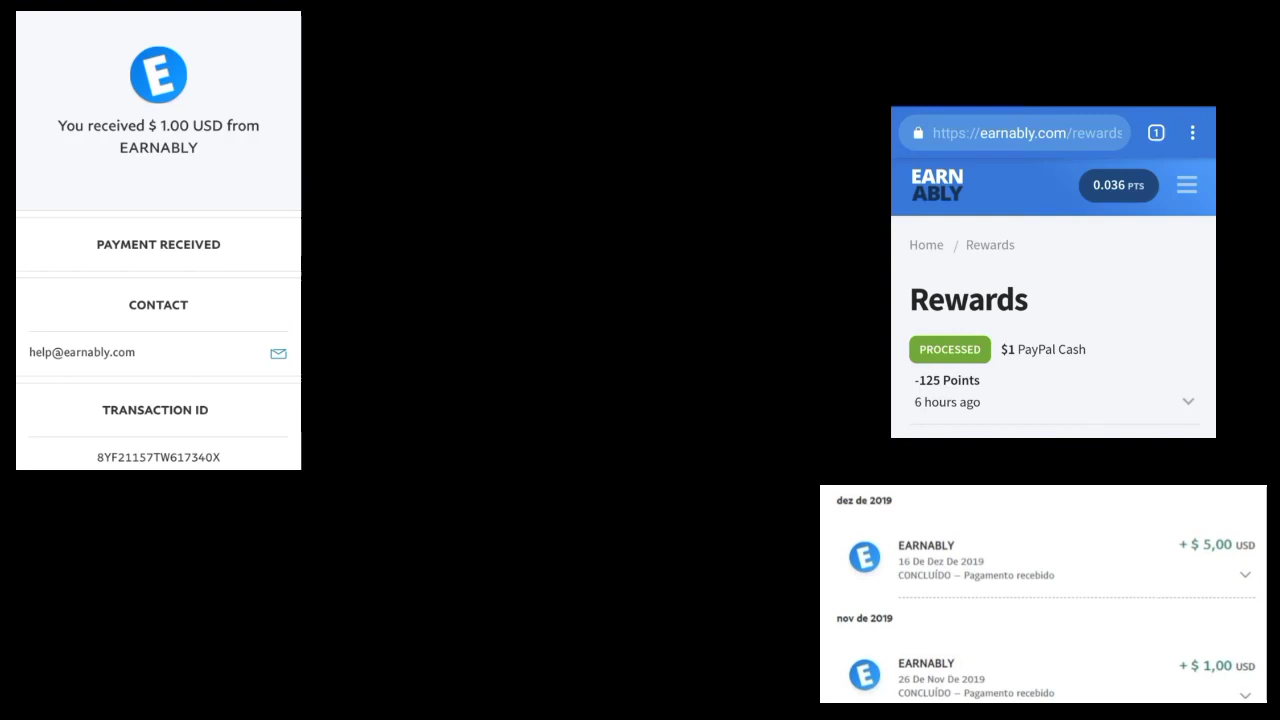 E
You received $ 1.00 USD from
EARNABLY
PAYMENT RECEIVED
CONTACT
help@earnably.com
TRANSACTION ID
8YF21157TW617340X
https://earnably.com/rewards
1
EARN
ABLY
0.036 PTS
Home / Rewards
Rewards
PROCESSED $1 PayPal Cash
-125 Points
6 hours ago
dez de 2019
E
EARNABLY
+ $ 5,00 USD
16 De Dez De 2019
CONCLUÍDO – Pagamento recebido
nov de 2019
E
EARNABLY
+ $ 1,00 USD
26 De Nov De 2019
CONCLUÍDO – Pagamento recebido